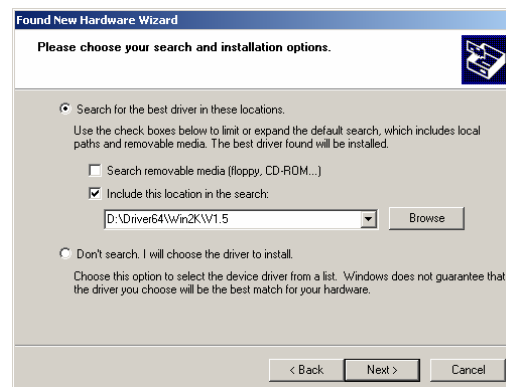 Found New Hardware Wizard
Please choose your search and installation options.
Search for the best driver in these locations.
Use the check boxes below to limit or expand the default search, which includes local
paths and removable media. The best driver found will be installed.
Search removable media (floppy, CD-ROM...)
Include this location in the search:
D:\Driver64\Win2K\V1.5
Browse
Don't search. I will choose the driver to install.
Choose this option to select the device driver from a list. Windows does not guarantee that
the driver you choose will be the best match for your hardware.
< Back
Next >
Cancel